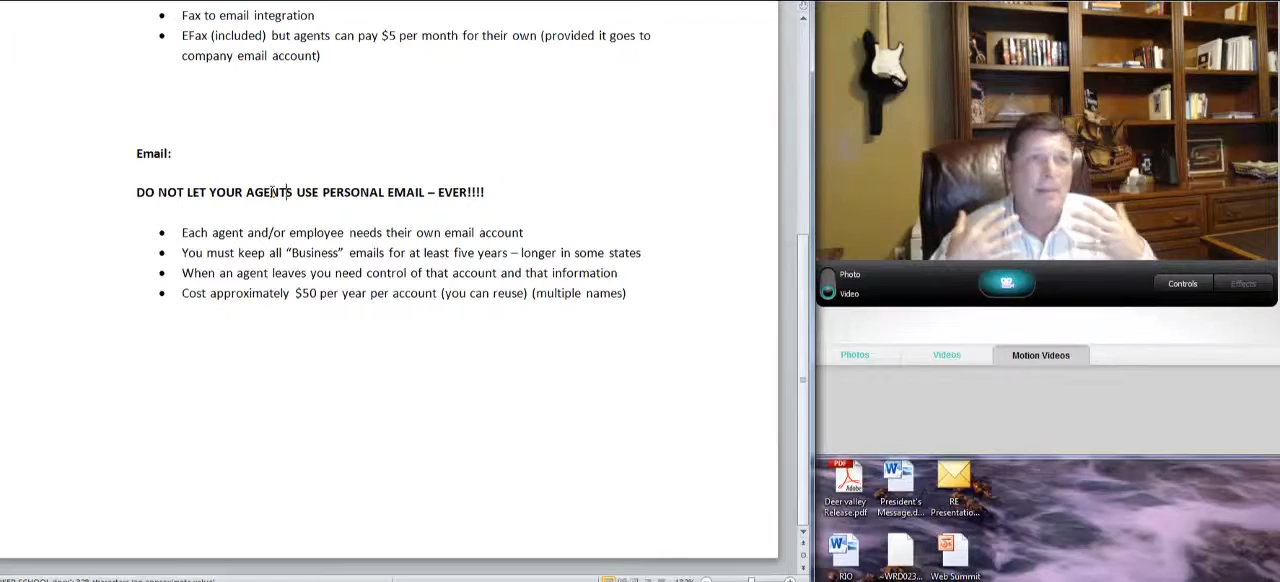 Fax to email integration
EFax (included) but agents can pay $5 per month for their own (provided it goes to
company email account)
Email:
DO NOT LET YOUR AGENTS USE PERSONAL EMAIL – EVER!!!!
Each agent and/or employee needs their own email account
You must keep all “Business” emails for at least five years – longer in some states
When an agent leaves you need control of that account and that information
Cost approximately $50 per year per account (you can reuse) (multiple names)
Photo
Video
Controls
Effects
Photos
Videos
Motion Videos
PDF
Adobe
Deer valley
Release.pdf
President's
Message.d...
RE
Presentatio...
RIO
~WRD023...
Web Summit